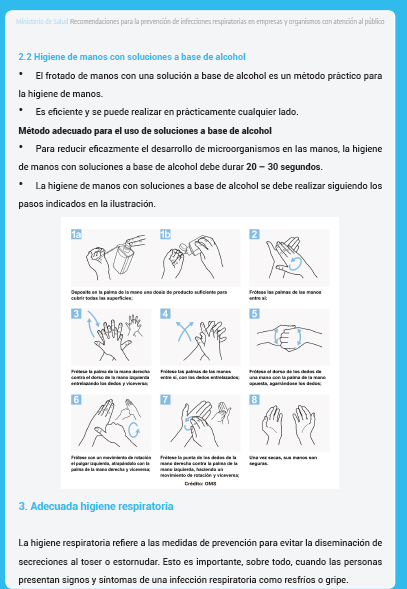 Ministerio de Salud Recomendaciones para la prevención de infecciones respiratorias en empresas y organismos con atención al público
2.2 Higiene de manos con soluciones a base de alcohol
• El frotado de manos con una solución a base de alcohol es un método práctico para
la higiene de manos.
• Es eficiente y se puede realizar en prácticamente cualquier lado.
Método adecuado para el uso de soluciones a base de alcohol
• Para reducir eficazmente el desarrollo de microorganismos en las manos, la higiene
de manos con soluciones a base de alcohol debe durar 20 – 30 segundos.
• La higiene de manos con soluciones a base de alcohol se debe realizar siguiendo los
pasos indicados en la ilustración.
1a
1b
2
Deposite en la palma de la mano una dosis de producto suficiente para
cubrir todas las superficies;
Frótese las palmas de las manos
entre sí;
3
4
5
Frótese la palma de la mano derecha
contra el dorso de la mano izquierda
entrelazando los dedos y viceversa;
Frótese las palmas de las manos
entre sí, con los dedos entrelazados;
Frótese el dorso de los dedos de
una mano con la palma de la mano
opuesta, agarrándose los dedos;
6
7
8
Frótese con un movimiento de rotación
el pulgar izquierdo, atrapándolo con la
palma de la mano derecha y viceversa;
Frótese la punta de los dedos de la
mano derecha contra la palma de la
mano izquierda, haciendo un
movimiento de rotación y viceversa;
Una vez secas, sus manos son
seguras.
Crédito: OMS
3. Adecuada higiene respiratoria
La higiene respiratoria refiere a las medidas de prevención para evitar la diseminación de
secreciones al toser o estornudar. Esto es importante, sobre todo, cuando las personas
presentan signos y síntomas de una infección respiratoria como resfríos o gripe.